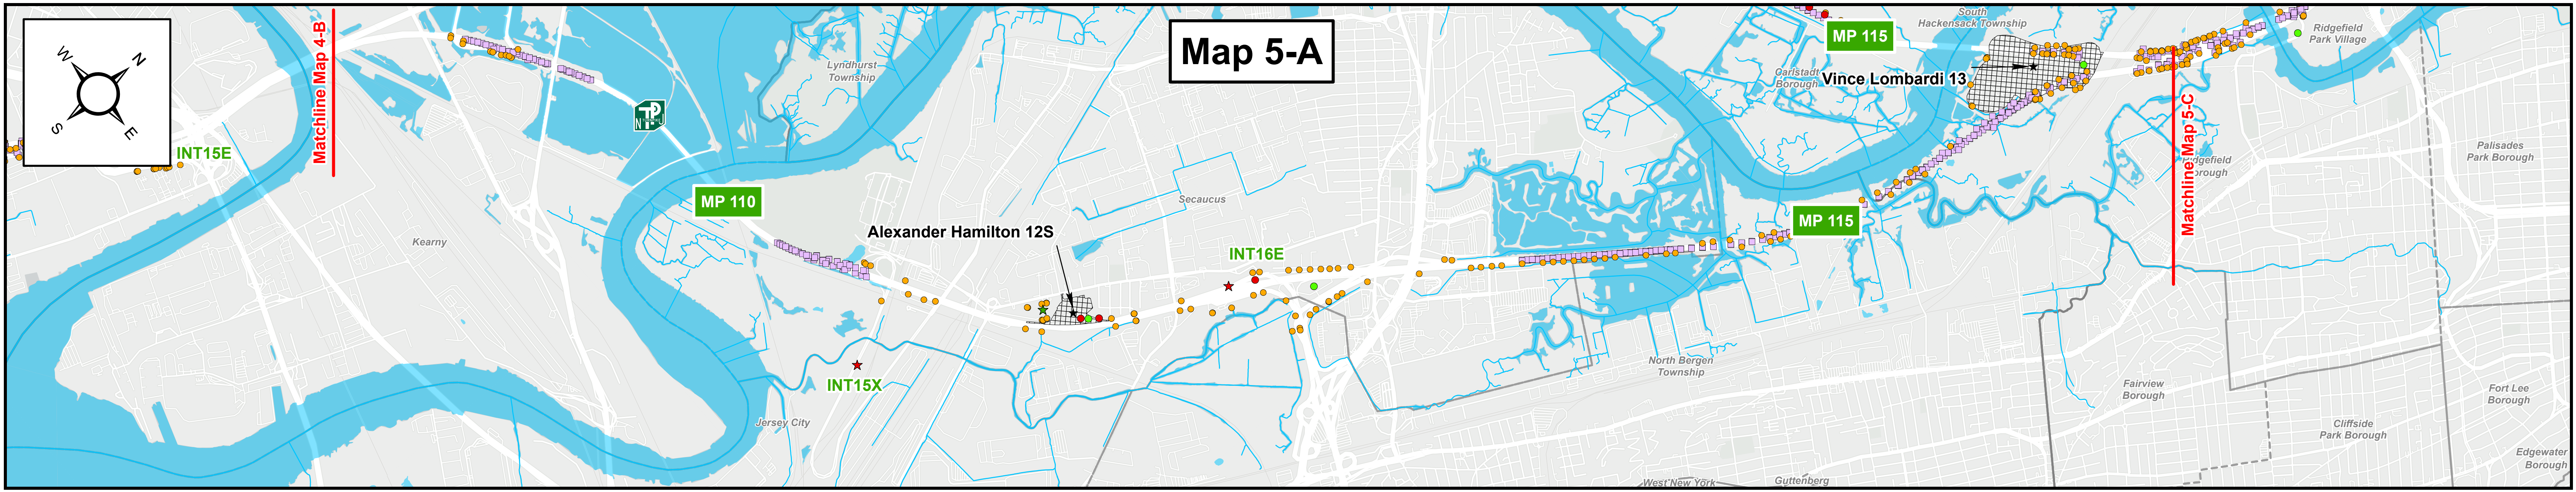 Map 5-A
W
N
S
E
Matchline Map 4-B
INT15E
Kearny
N
TP
J
Lyndhurst
Township
MP 110
Alexander Hamilton 12S
INT15X
Jersey City
Secaucus
INT16E
MP 115
South
Hackensack Township
Carlstadt
Borough
Vince Lombardi 13
MP 115
Matchline Map 5-C
Ridgefield
Borough
Ridgefield
Park Village
Palisades
Park Borough
North Bergen
Township
West New York
Guttenberg
Fairview
Borough
Cliffside
Park Borough
Fort Lee
Borough
Edgewater
Borough